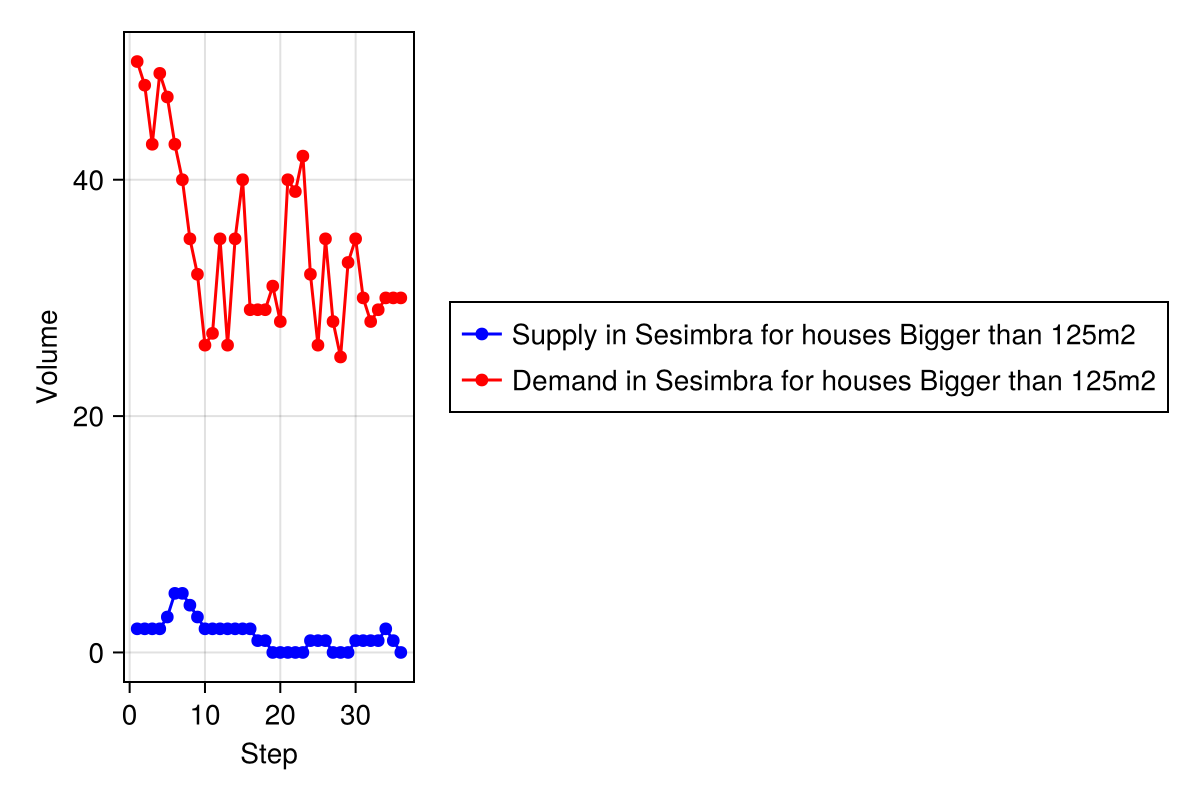 Volume
40
20
0
0 10 20 30
Step
Supply in Sesimbra for houses Bigger than 125m2
Demand in Sesimbra for houses Bigger than 125m2